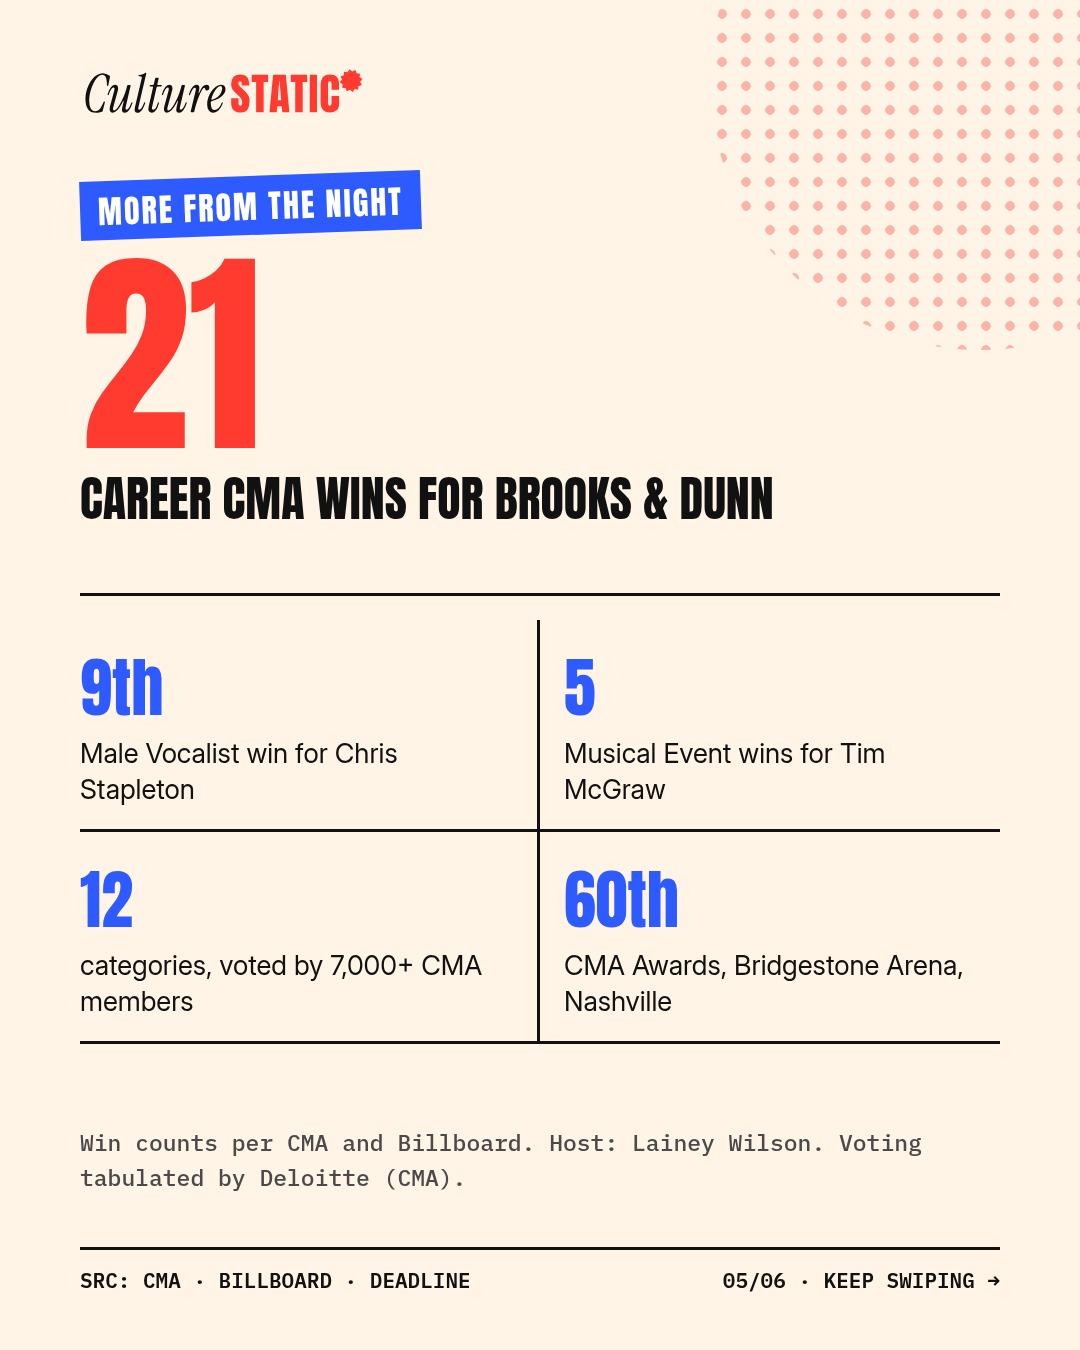 Culture STATIC
MORE FROM THE NIGHT
21
CAREER CMA WINS FOR BROOKS & DUNN
9th
Male Vocalist win for Chris
Stapleton
5
Musical Event wins for Tim
McGraw
12
categories, voted by 7,000+ CMA
members
60th
CMA Awards, Bridgestone Arena,
Nashville
Win counts per CMA and Billboard. Host: Lainey Wilson. Voting
tabulated by Deloitte (CMA).
SRC: CMA · BILLBOARD · DEADLINE
05/06 · KEEP SWIPING →